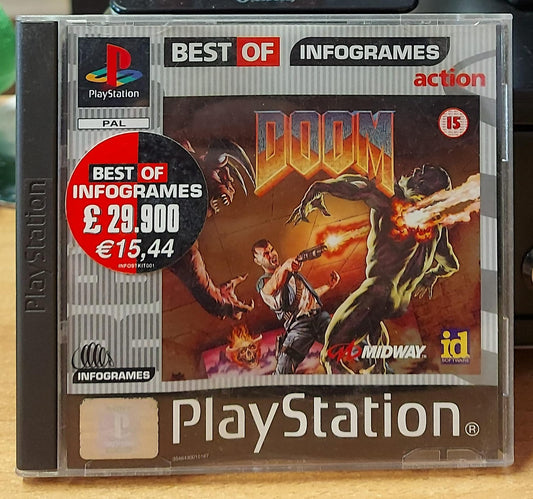 PlayStation
PAL
BEST OF INFOGRAMES
action
DOOM
15
BEST OF
INFOGRAMES
£ 29.900
€15,44
INFOSTKIT001
PlayStation
INFOGRAMES
MIDWAY
id
SOFTWARE
PlayStation®